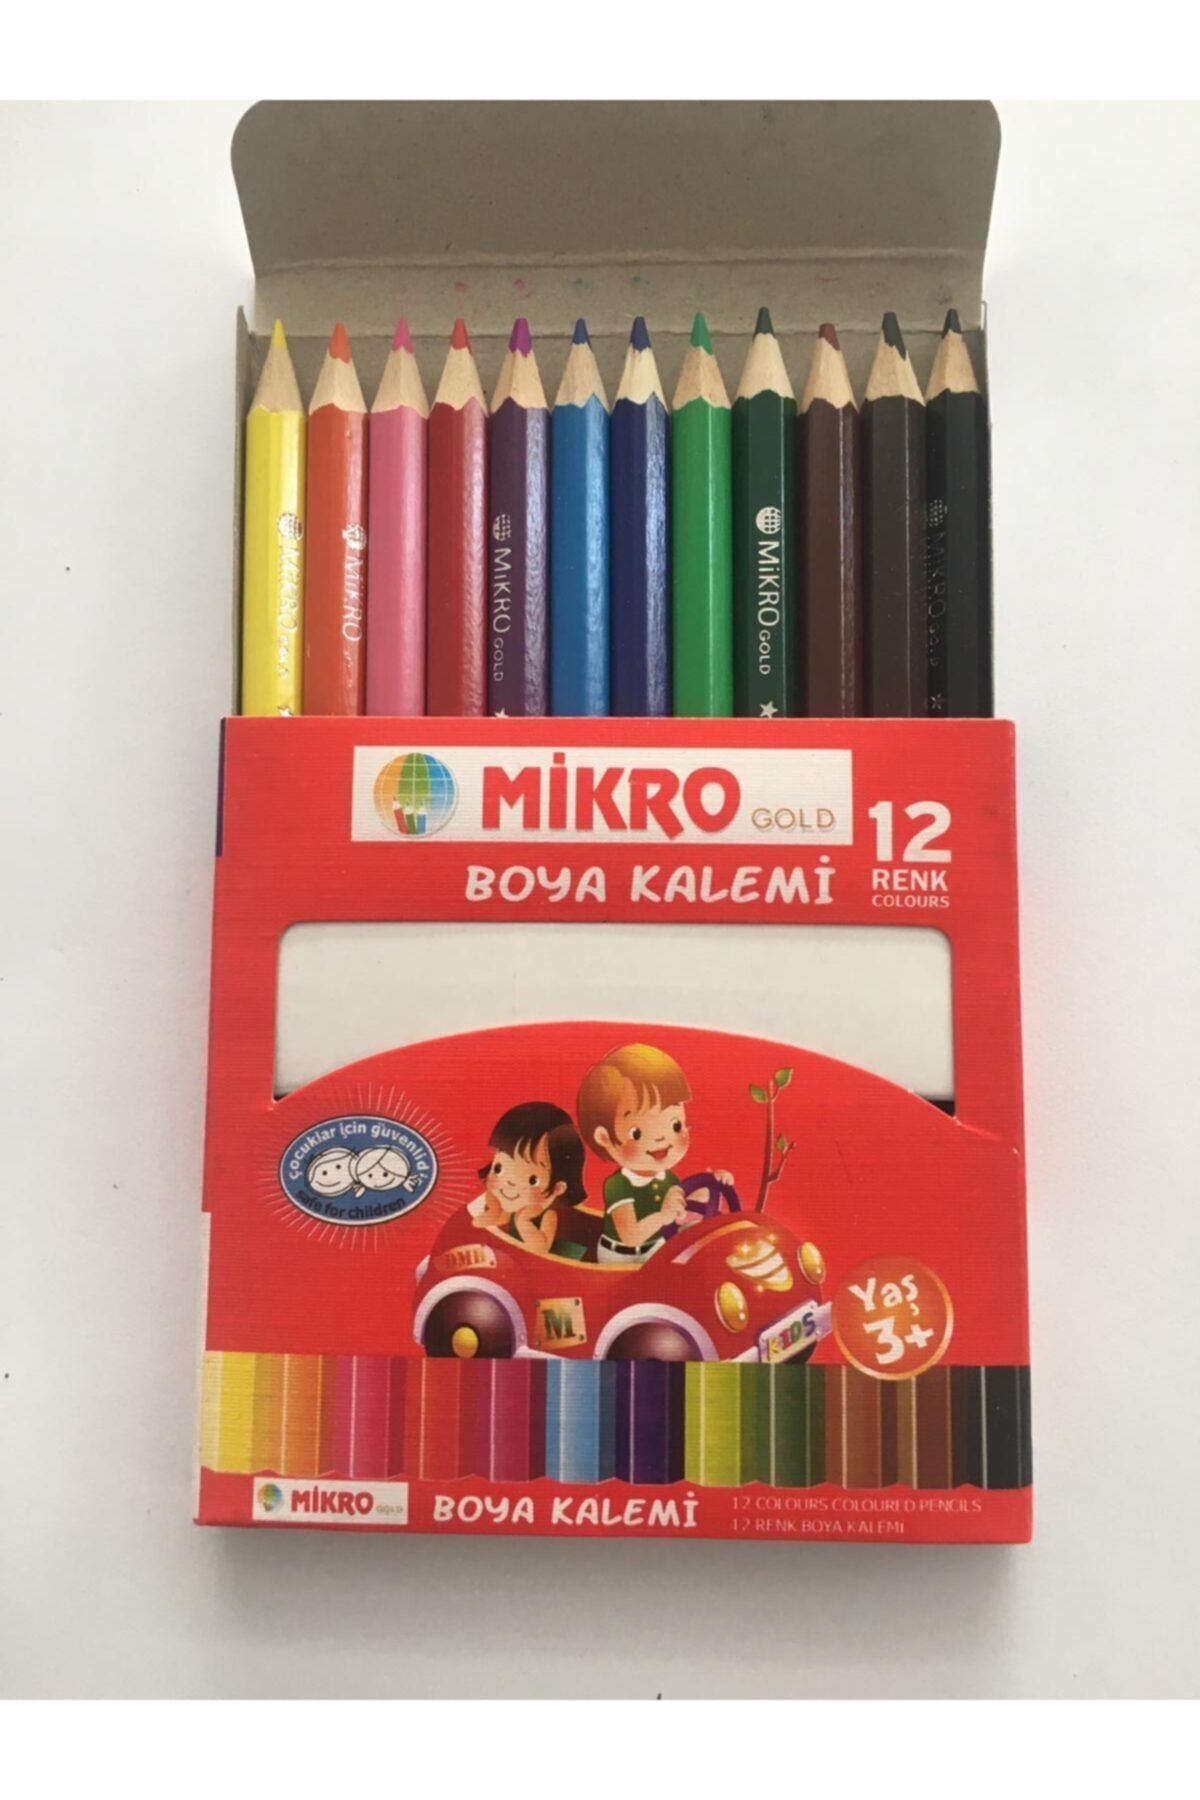 MİKRO
MİKRO
MİKRO GOLD
MİKRO GOLD
MİKRO GOLD
MİKRO GOLD
12
BOYA KALEMİ
RENK
COLOURS
çocuklar için güvenlidir
safe for children
DMR
M
KIDS
Yaş
3+
MİKRO GOLD
BOYA KALEMİ
12 COLOURS COLOURED PENCILS
12 RENK BOYA KALEMİ